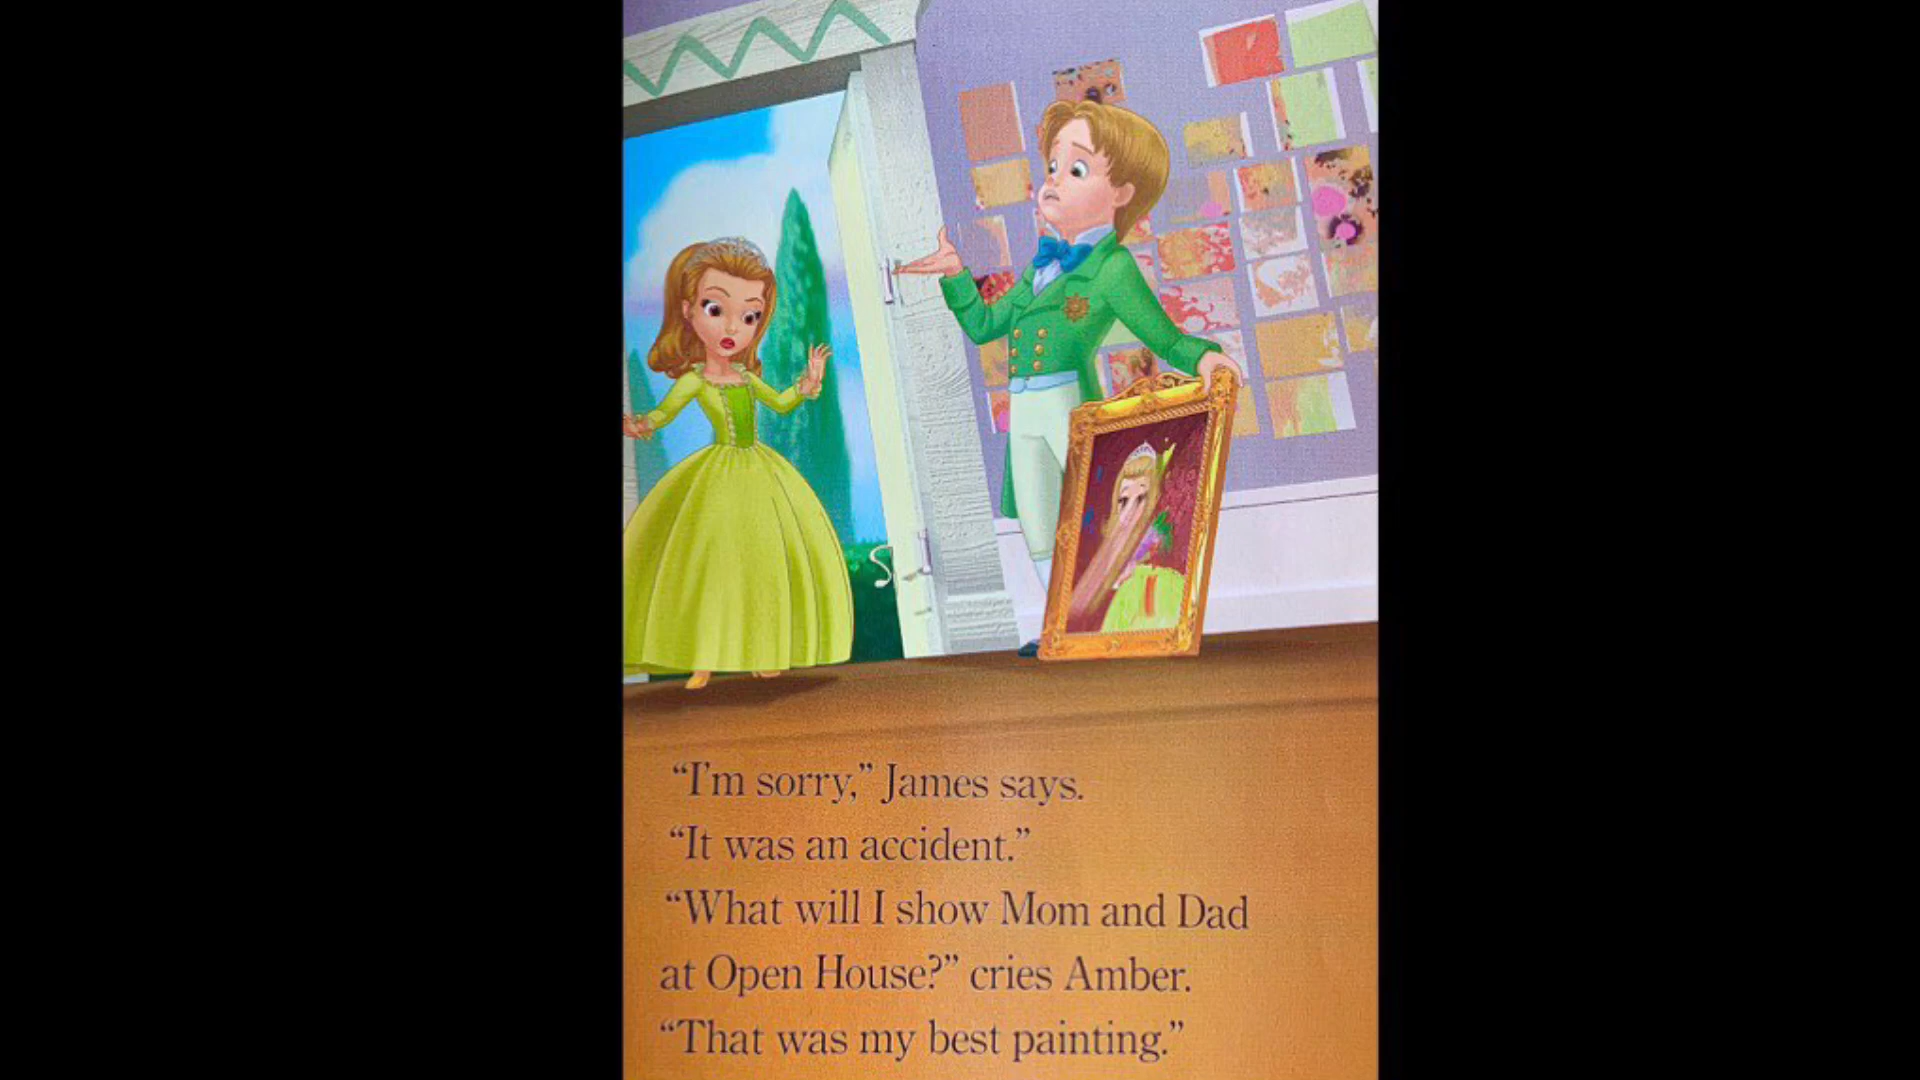 “I’m sorry,” James says.
“It was an accident.”
“What will I show Mom and Dad
at Open House?” cries Amber.
“That was my best painting.”